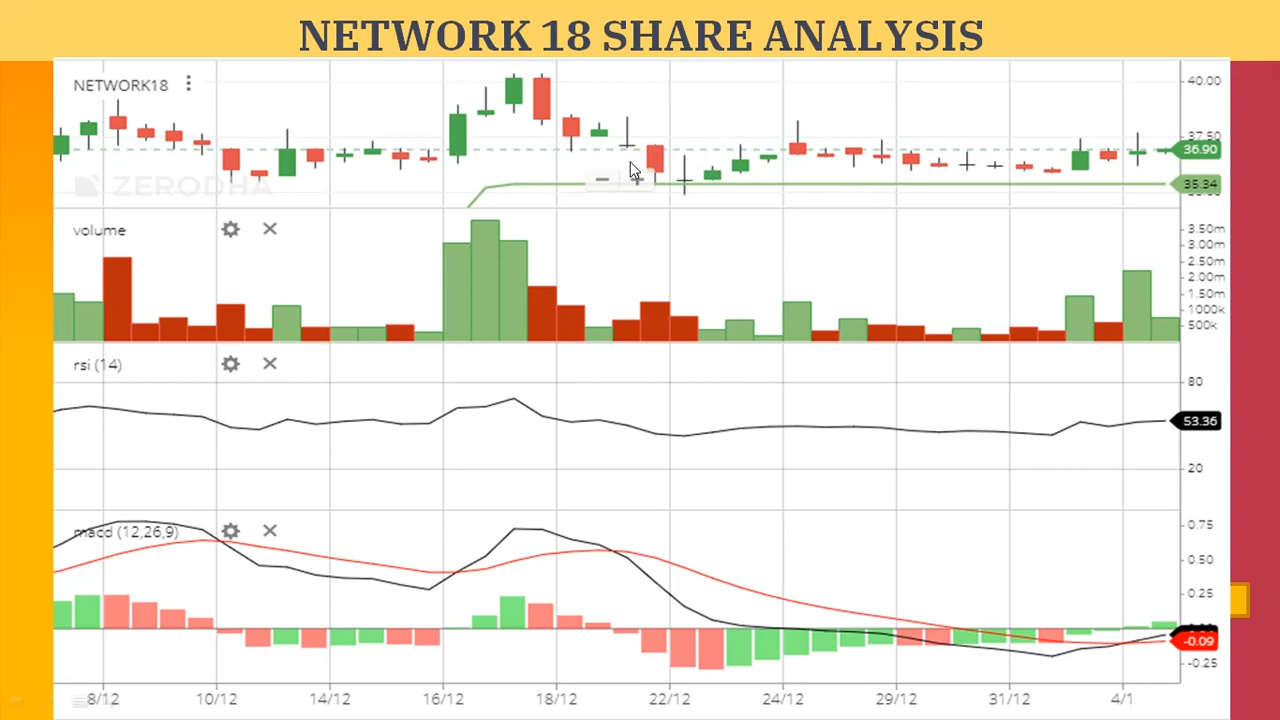 NETWORK 18 SHARE ANALYSIS
NETWORK18
40.00
37.50
36.90
35.34
ZERODHA
volume
3.50m
3.00m
2.50m
2.00m
1.50m
1000k
500k
rsi (14)
80
53.36
20
macd (12,26,9)
0.75
0.50
0.25
-0.09
-0.25
8/12 10/12 14/12 16/12 18/12 22/12 24/12 29/12 31/12 4/1